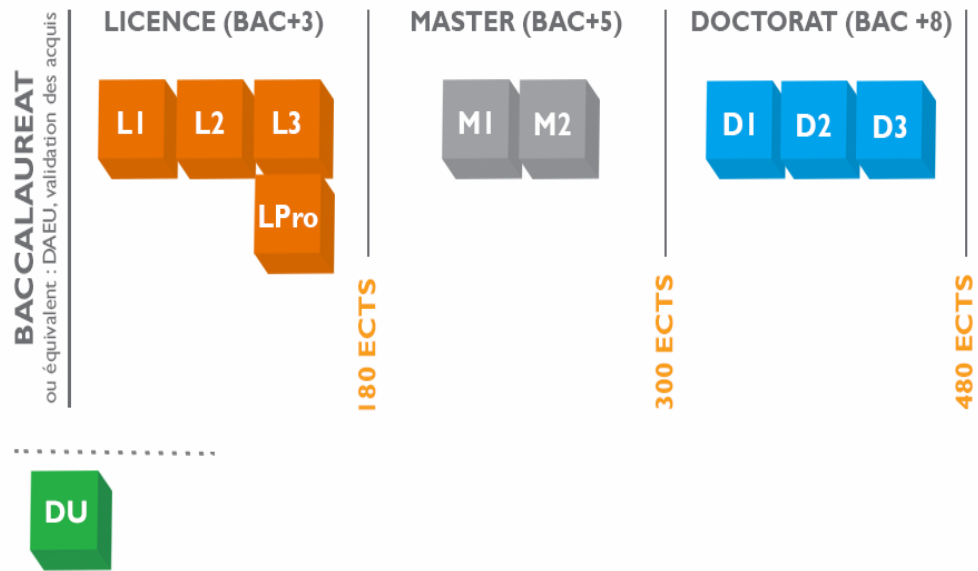 BACCALAUREAT
ou équivalent : DAEU, validation des acquis
LICENCE (BAC+3)
L1
L2
L3
LPro
180 ECTS
MASTER (BAC+5)
M1
M2
300 ECTS
DOCTORAT (BAC +8)
D1
D2
D3
480 ECTS
DU